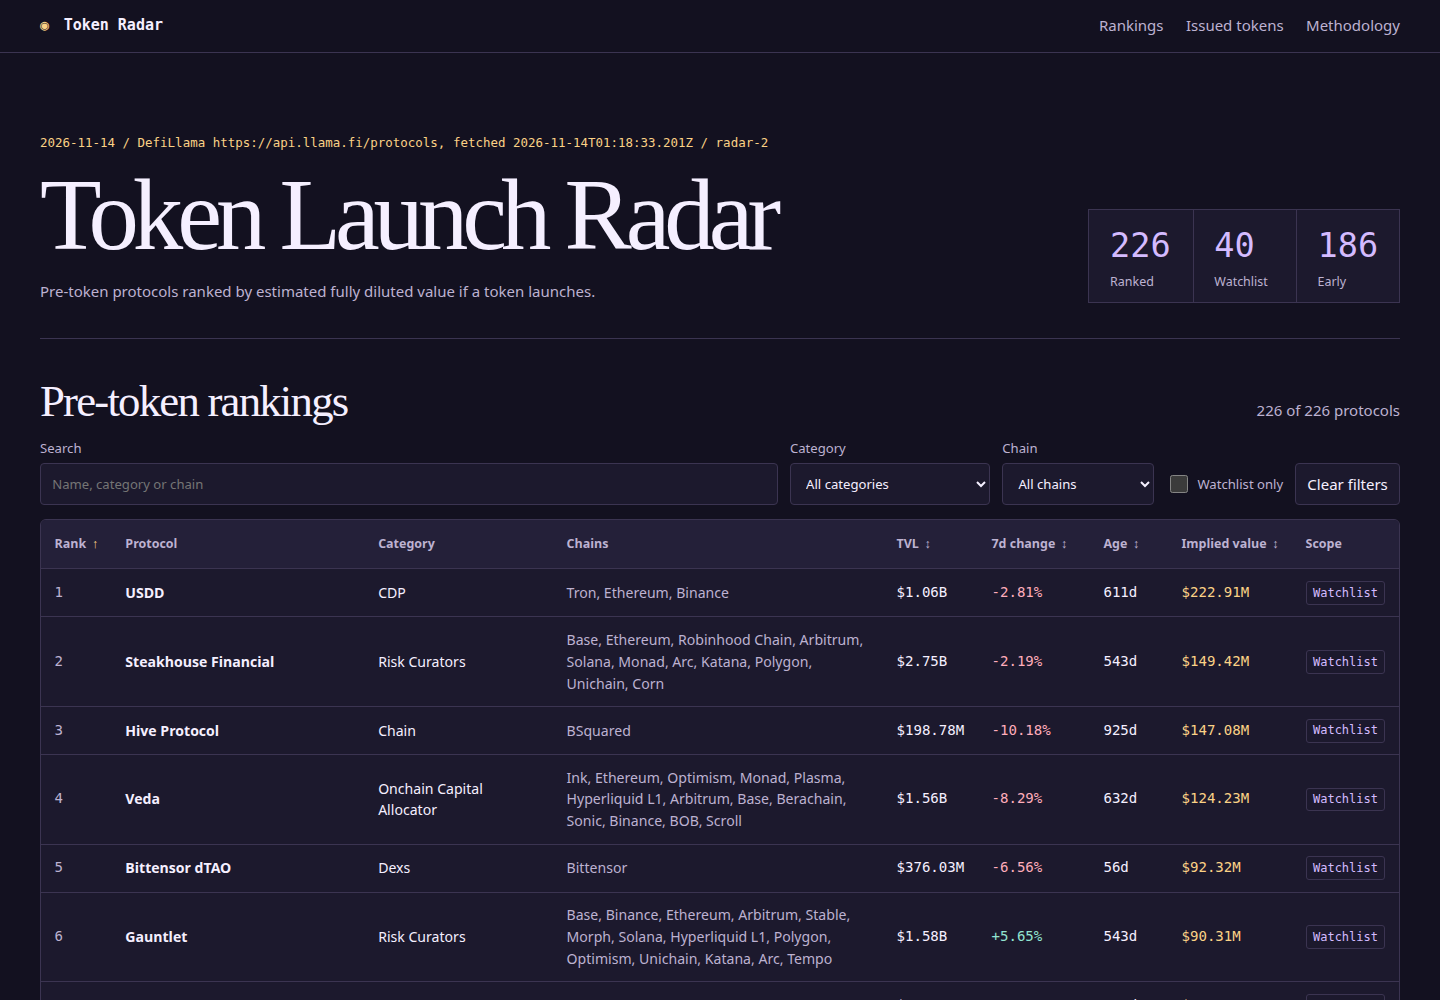 ◉ Token Radar
Rankings Issued tokens Methodology
2026-11-14 / DefiLlama https://api.llama.fi/protocols, fetched 2026-11-14T01:18:33.201Z / radar-2
Token Launch Radar
Pre-token protocols ranked by estimated fully diluted value if a token launches.
226 40 186
Ranked Watchlist Early
Pre-token rankings
226 of 226 protocols
Search Category Chain
Name, category or chain All categories All chains Watchlist only Clear filters
Rank ↑ Protocol Category Chains TVL ↕ 7d change ↕ Age ↕ Implied value ↕ Scope
1 USDD CDP Tron, Ethereum, Binance $1.06B -2.81% 611d $222.91M Watchlist
Base, Ethereum, Robinhood Chain, Arbitrum,
2 Steakhouse Financial Risk Curators Solana, Monad, Arc, Katana, Polygon, $2.75B -2.19% 543d $149.42M Watchlist
Unichain, Corn
3 Hive Protocol Chain BSquared $198.78M -10.18% 925d $147.08M Watchlist
Ink, Ethereum, Optimism, Monad, Plasma,
4 Veda Onchain Capital Allocator Hyperliquid L1, Arbitrum, Base, Berachain, $1.56B -8.29% 632d $124.23M Watchlist
Sonic, Binance, BOB, Scroll
5 Bittensor dTAO Dexs Bittensor $376.03M -6.56% 56d $92.32M Watchlist
Base, Binance, Ethereum, Arbitrum, Stable,
6 Gauntlet Risk Curators Morph, Solana, Hyperliquid L1, Polygon, $1.58B +5.65% 543d $90.31M Watchlist
Optimism, Unichain, Katana, Arc, Tempo